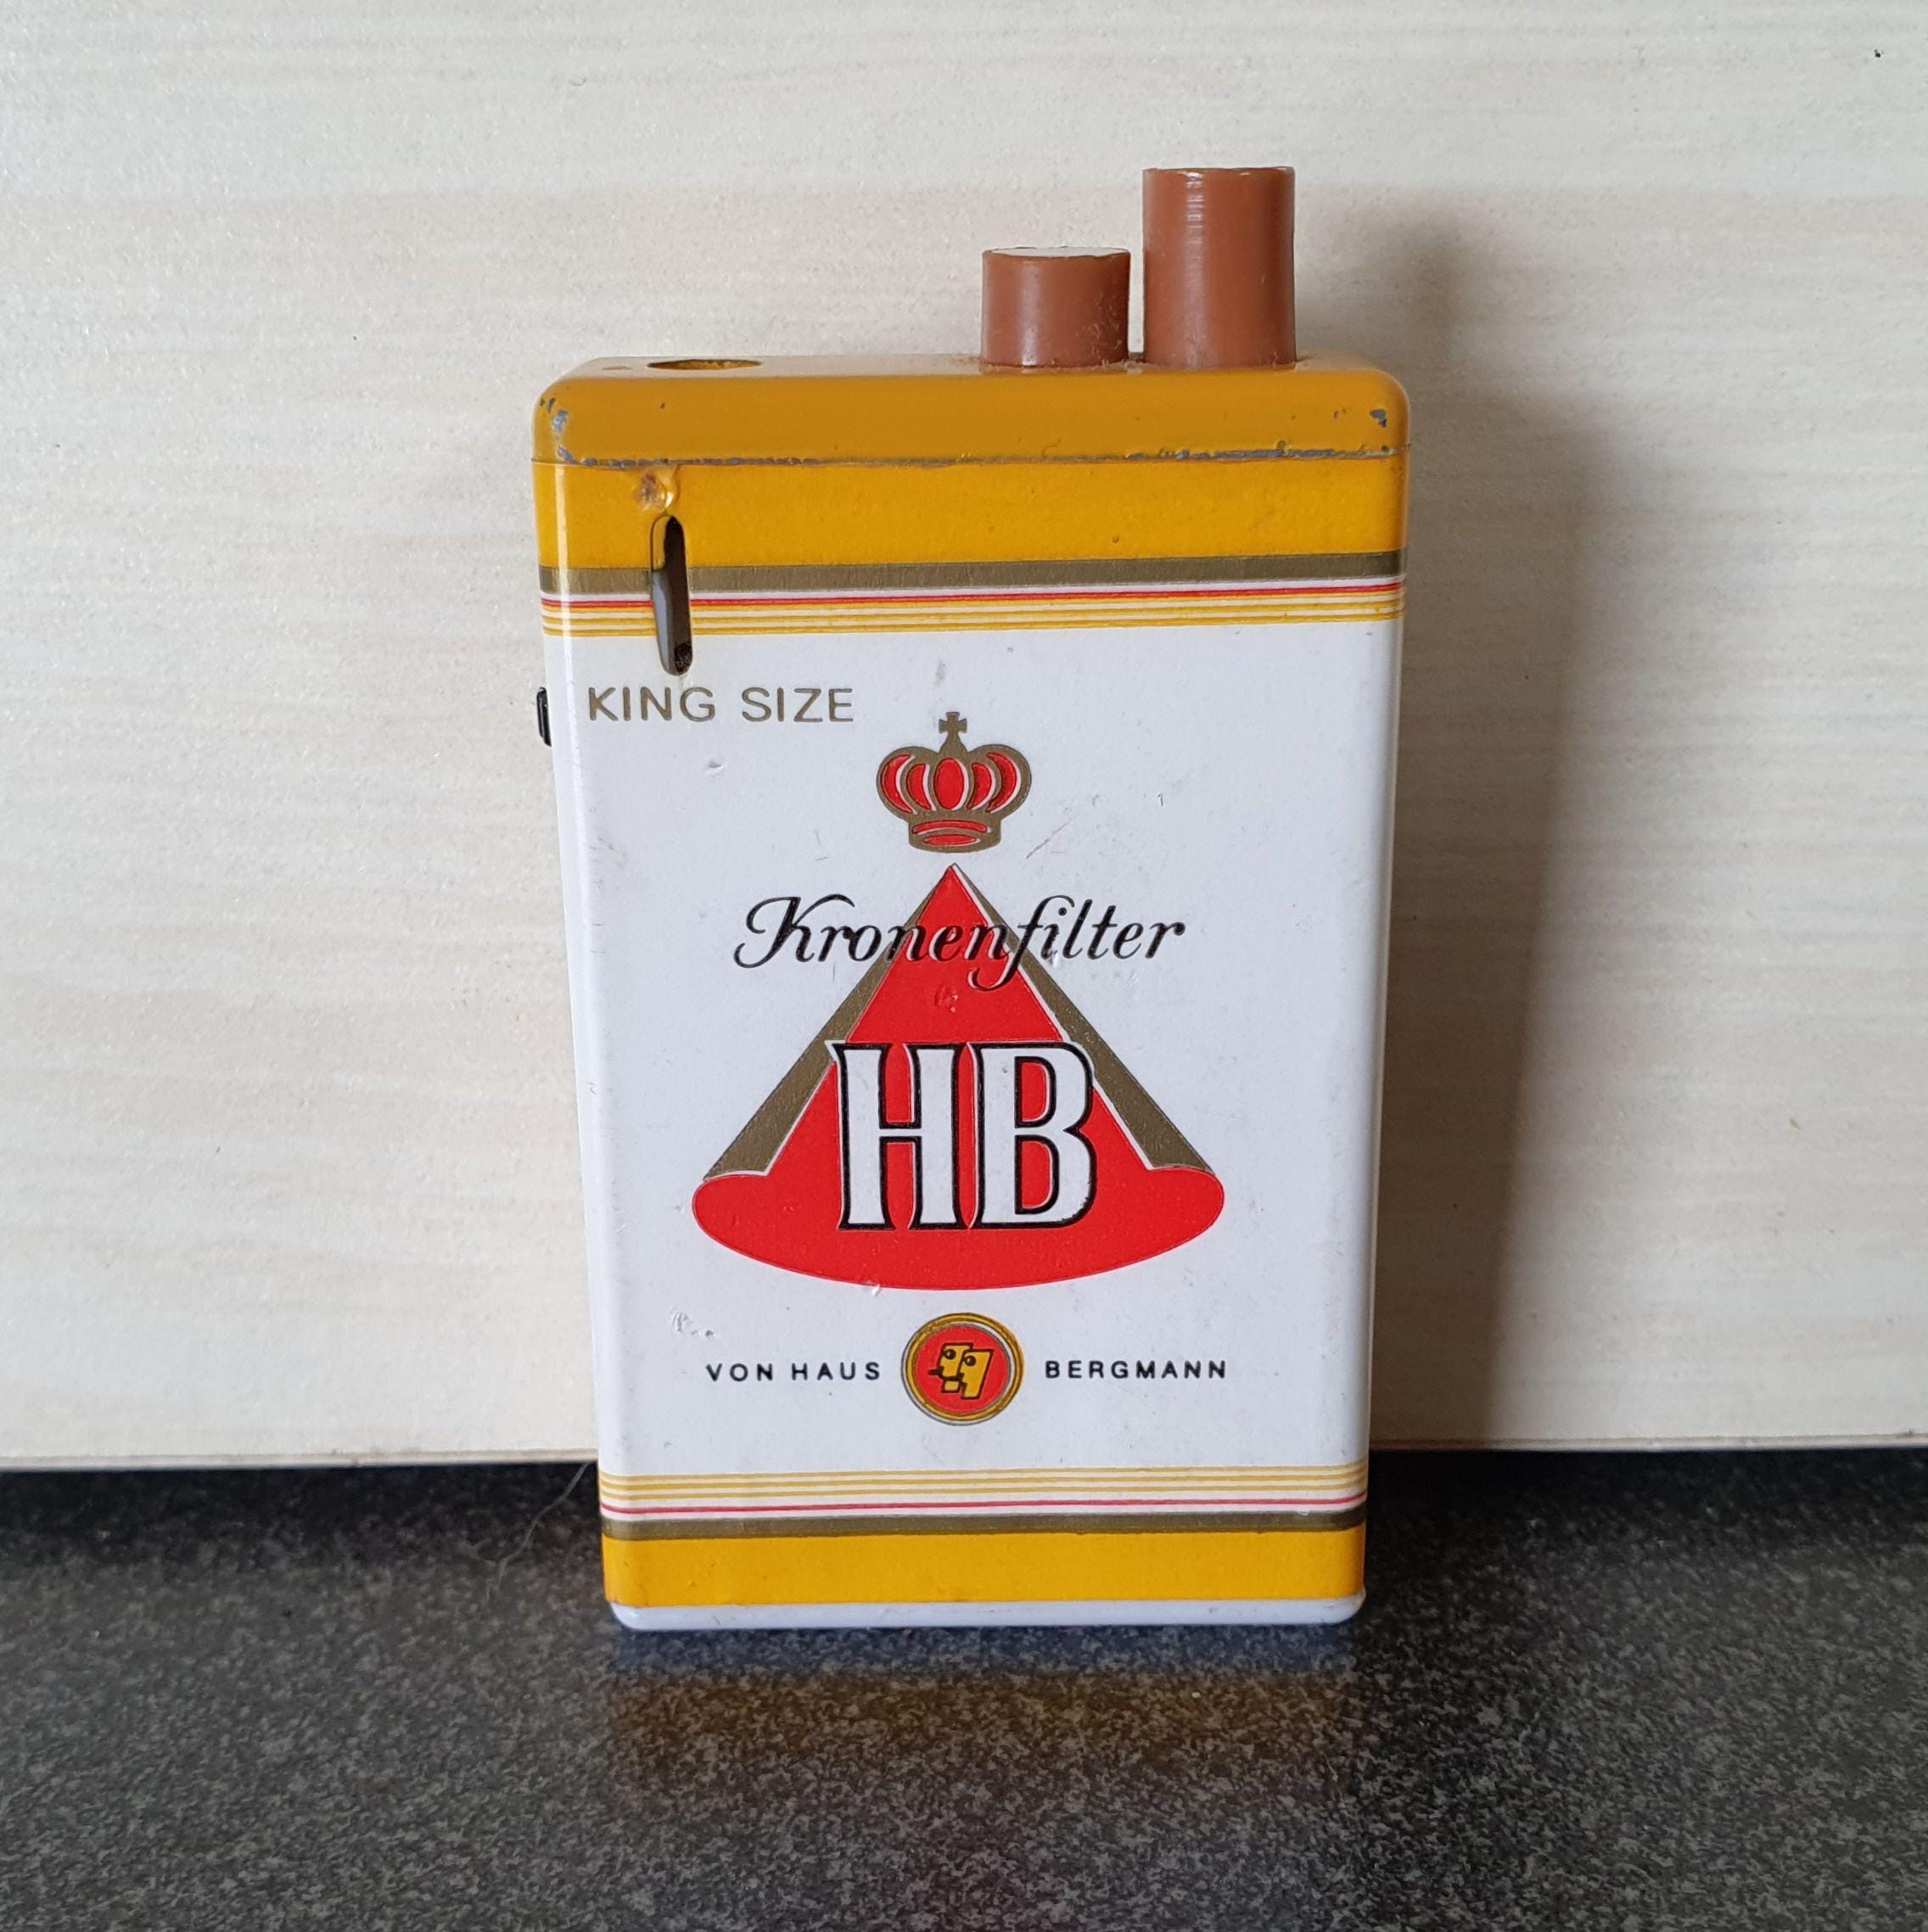 KING SIZE
Kronenfilter
HB
VON HAUS BERGMANN